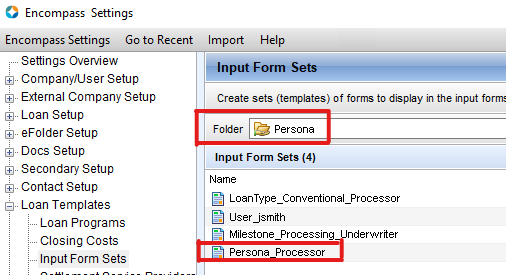 Encompass Settings
Encompass Settings Go to Recent Import Help
Settings Overview
Company/User Setup
External Company Setup
Loan Setup
eFolder Setup
Docs Setup
Secondary Setup
Contact Setup
Loan Templates
Loan Programs
Closing Costs
Input Form Sets
Input Form Sets
Create sets (templates) of forms to display in the input forms
Folder Persona
Input Form Sets (4)
Name
LoanType_Conventional_Processor
User_jsmith
Milestone_Processing_Underwriter
Persona_Processor